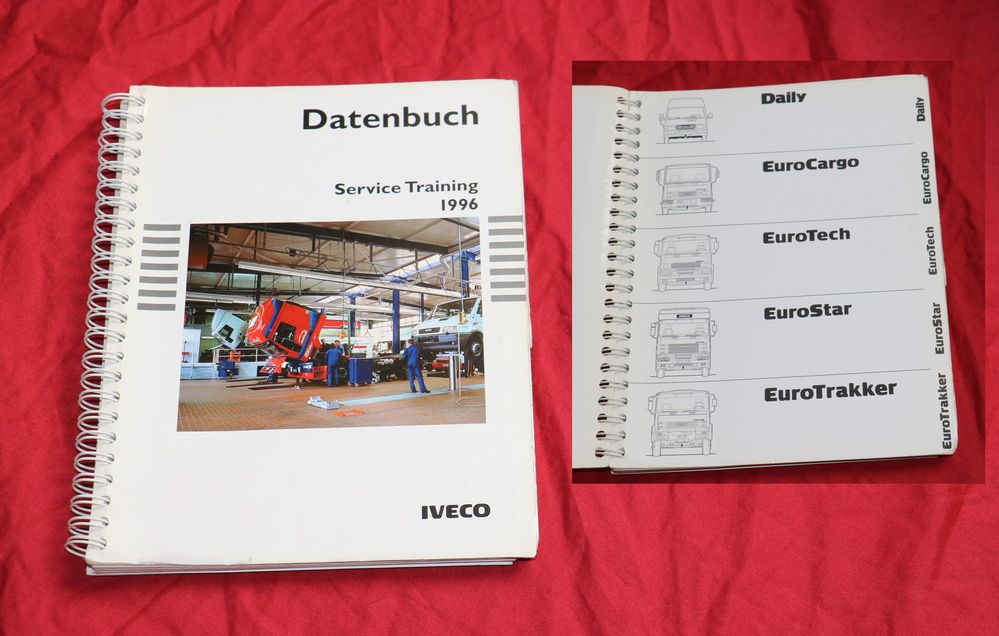 Datenbuch
Service Training
1996
IVECO
Daily
EuroCargo
EuroTech
EuroStar
EuroTrakker
Daily
EuroCargo
EuroTech
EuroStar
EuroTrakker